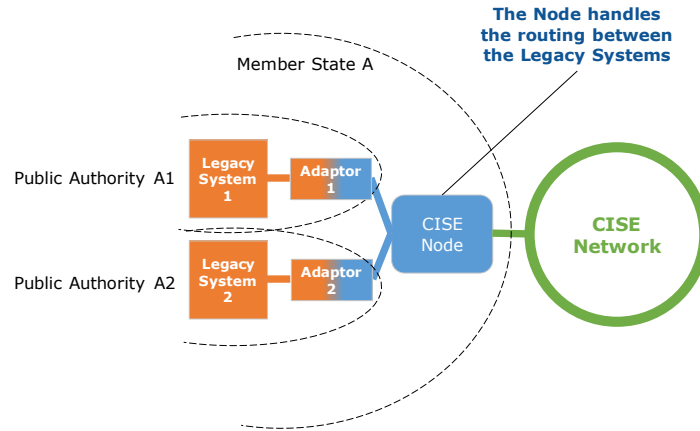 The Node handles
the routing between
the Legacy Systems
Member State A
Public Authority A1
Legacy
System
1
Adaptor
1
CISE
Node
CISE
Network
Public Authority A2
Legacy
System
2
Adaptor
2